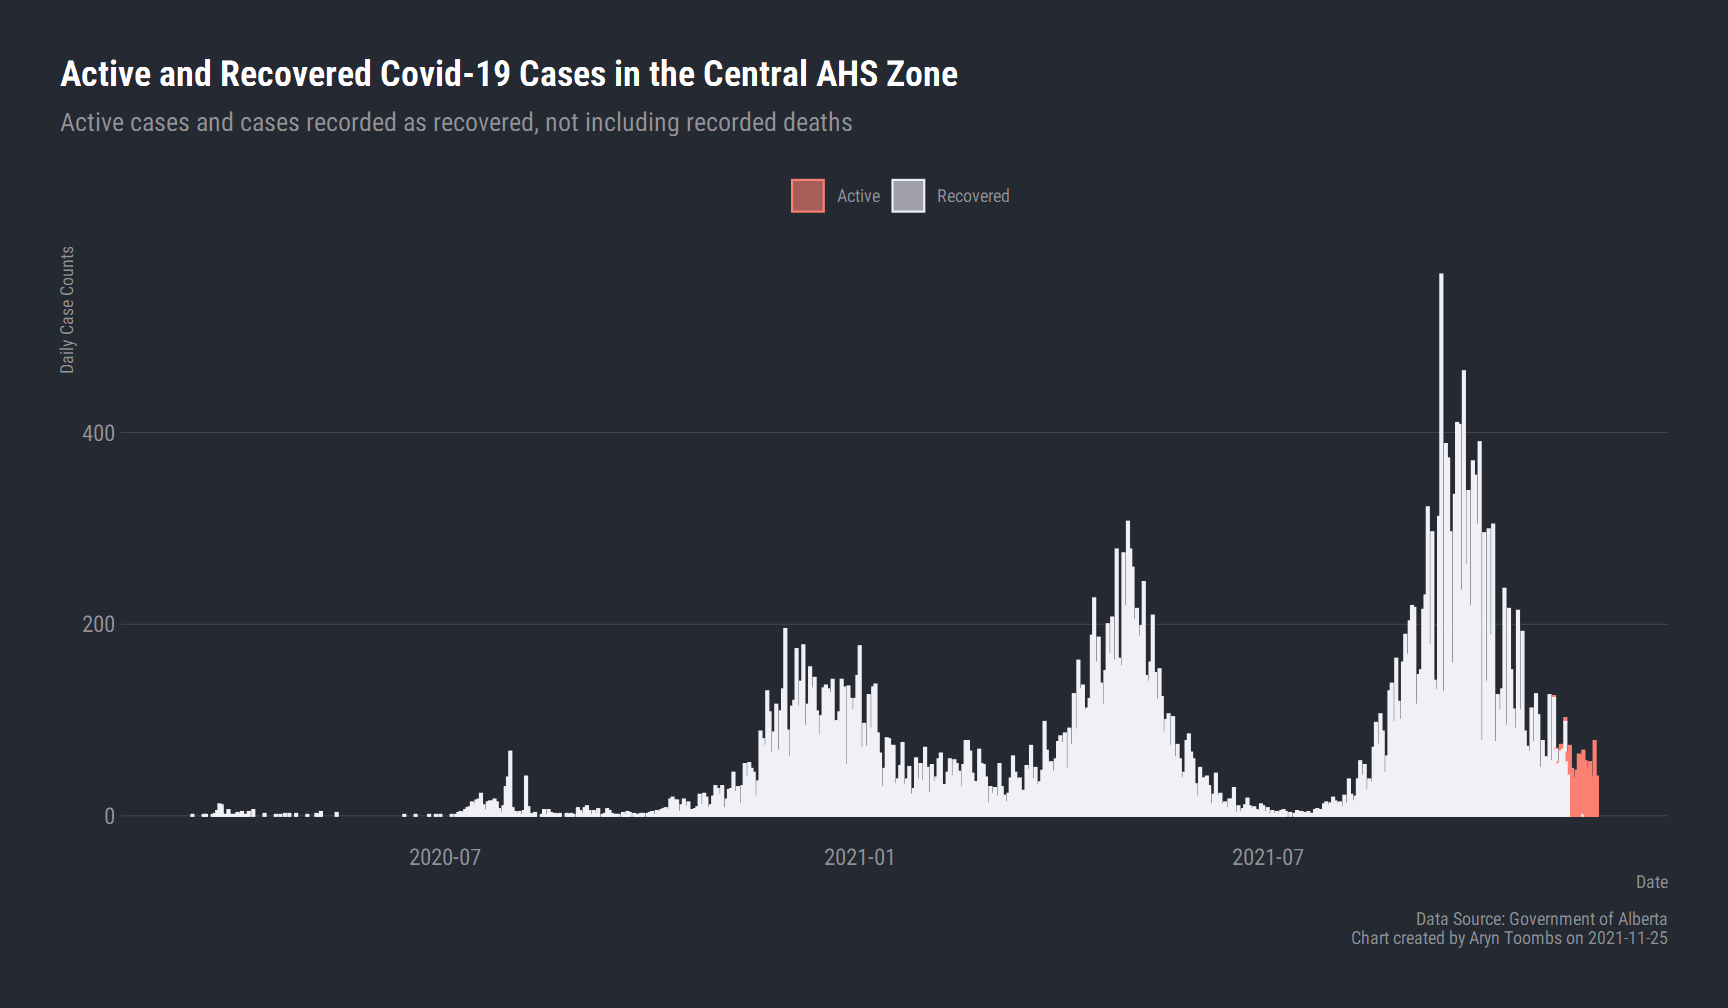 Active and Recovered Covid-19 Cases in the Central AHS Zone
Active cases and cases recorded as recovered, not including recorded deaths
Active
Recovered
Daily Case Counts
400
200
0
2020-07
2021-01
2021-07
Date
Data Source: Government of Alberta
Chart created by Aryn Toombs on 2021-11-25